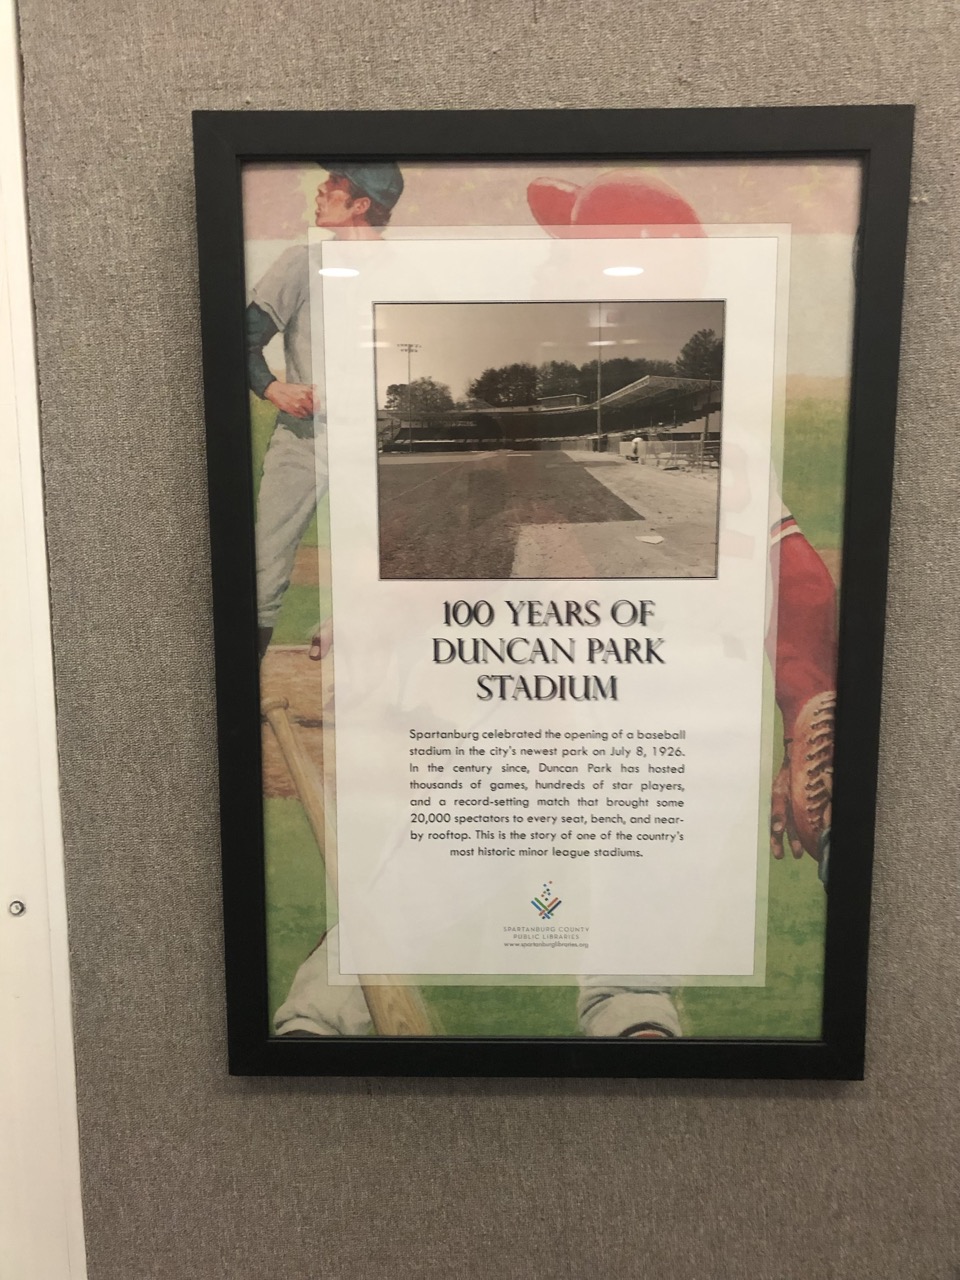 100 YEARS OF
DUNCAN PARK
STADIUM
Spartanburg celebrated the opening of a baseball
stadium in the city's newest park on July 8, 1926.
In the century since, Duncan Park has hosted
thousands of games, hundreds of star players,
and a record-setting match that brought some
20,000 spectators to every seat, bench, and near-
by rooftop. This is the story of one of the country's
most historic minor league stadiums.
SPARTANBURG COUNTY
PUBLIC LIBRARIES
www.spartanburglibraries.org